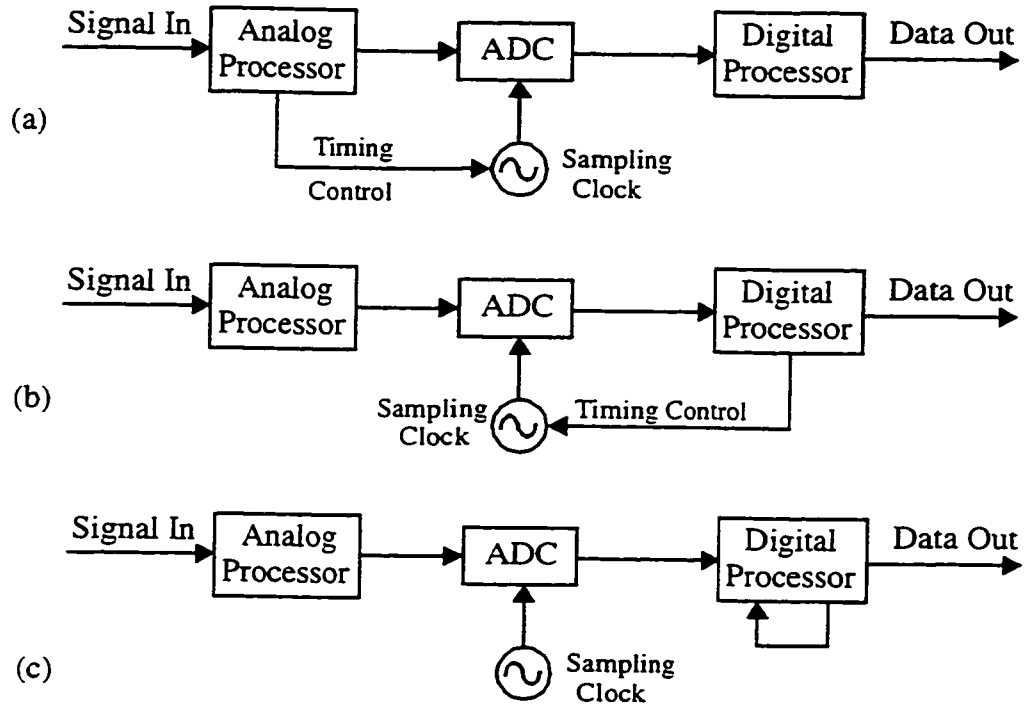 Signal In
Analog
Processor
ADC
Digital
Processor
Data Out
(a)
Timing
Control
Sampling
Clock
Signal In
Analog
Processor
ADC
Digital
Processor
Data Out
(b)
Sampling
Clock
Timing Control
Signal In
Analog
Processor
ADC
Digital
Processor
Data Out
(c)
Sampling
Clock